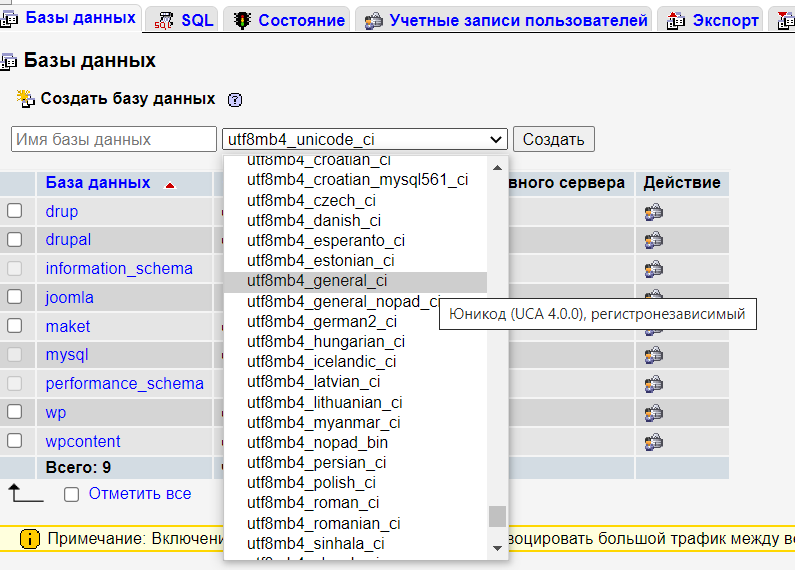 Базы данных SQL Состояние Учетные записи пользователей Экспорт
Базы данных
Создать базу данных
Имя базы данных utf8mb4_unicode_ci Создать
utf8mb4_croatian_ci
База данных вного сервера Действие
utf8mb4_croatian_mysql561_ci
utf8mb4_czech_ci
drup
utf8mb4_danish_ci
drupal
utf8mb4_esperanto_ci
utf8mb4_estonian_ci
information_schema
utf8mb4_general_ci
joomla
utf8mb4_general_nopad_ci
Юникод (UCA 4.0.0), регистронезависимый
maket
utf8mb4_german2_ci
utf8mb4_hungarian_ci
mysql
utf8mb4_icelandic_ci
performance_schema
utf8mb4_latvian_ci
utf8mb4_lithuanian_ci
wp
utf8mb4_myanmar_ci
wpcontent
utf8mb4_nopad_bin
utf8mb4_persian_ci
Всего: 9
utf8mb4_polish_ci
Отметить все
utf8mb4_roman_ci
utf8mb4_romanian_ci
Примечание: Включени воцировать большой трафик между ве
utf8mb4_sinhala_ci